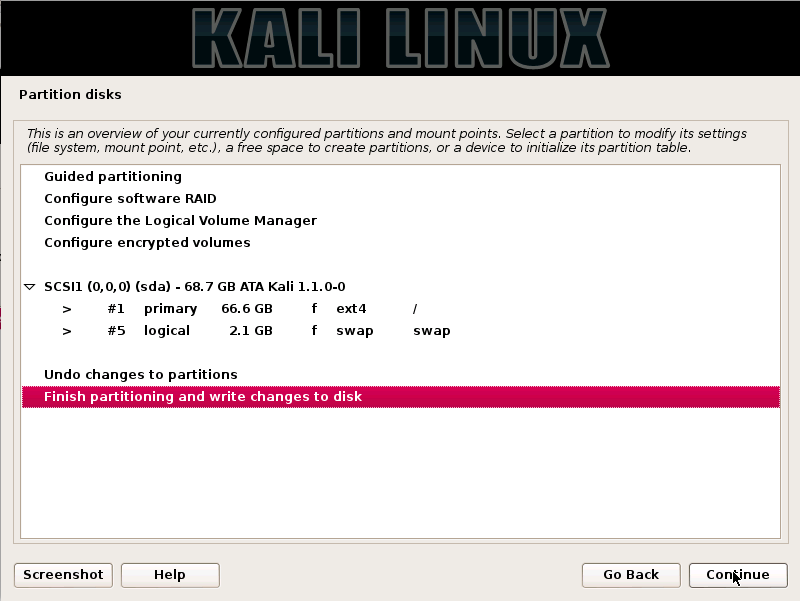 KALI LINUX
Partition disks
This is an overview of your currently configured partitions and mount points. Select a partition to modify its settings
(file system, mount point, etc.), a free space to create partitions, or a device to initialize its partition table.
Guided partitioning
Configure software RAID
Configure the Logical Volume Manager
Configure encrypted volumes
SCSI1 (0,0,0) (sda) - 68.7 GB ATA Kali 1.1.0-0
> #1 primary 66.6 GB f ext4 /
> #5 logical 2.1 GB f swap swap
Undo changes to partitions
Finish partitioning and write changes to disk
Screenshot Help Go Back Continue